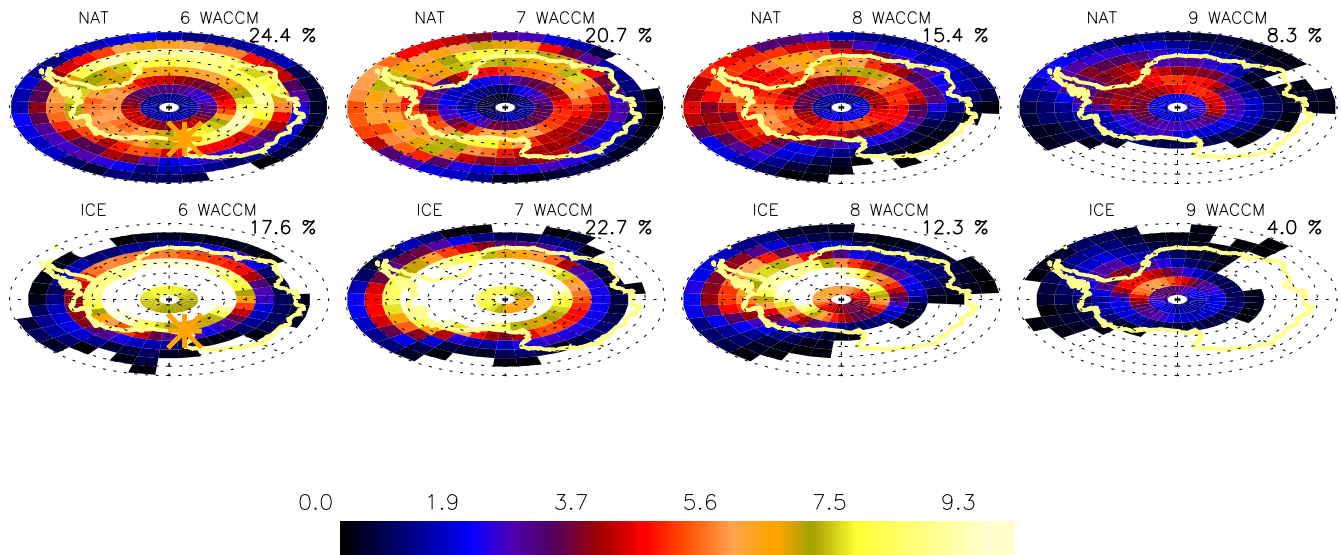 NAT 6 WACCM NAT 7 WACCM NAT 8 WACCM NAT 9 WACCM
24.4 % 20.7 % 15.4 % 8.3 %
ICE 6 WACCM ICE 7 WACCM ICE 8 WACCM ICE 9 WACCM
17.6 % 22.7 % 12.3 % 4.0 %
0.0 1.9 3.7 5.6 7.5 9.3